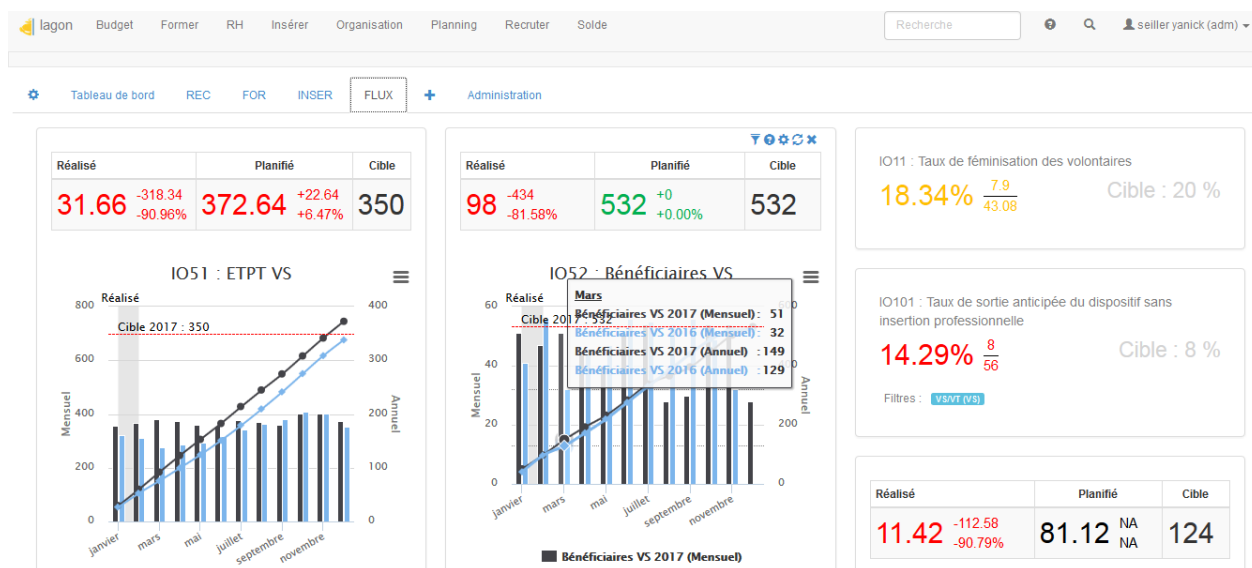 lagon Budget Former RH Insérer Organisation Planning Recruter Solde Recherche seiller yanick (adm)
Tableau de bord REC FOR INSER FLUX Administration
Réalisé Planifié Cible
31.66 -318.34 -90.96% 372.64 +22.64 +6.47% 350
IO51 : ETPT VS
Réalisé
Cible 2017 : 350
800 600 400 200 0
Mensuel
400 300 200 100 0
Annuel
janvier mars mai juillet septembre novembre
Réalisé Planifié Cible
98 -434 -81.58% 532 +0 +0.00% 532
IO52 : Bénéficiaires VS
Réalisé
Cible 2017 : 532
Mars
Bénéficiaires VS 2017 (Mensuel) : 51
Bénéficiaires VS 2016 (Mensuel) : 32
Bénéficiaires VS 2017 (Annuel) : 149
Bénéficiaires VS 2016 (Annuel) : 129
60 40 20 0
Mensuel
200 0
Annuel
janvier mars mai juillet septembre novembre
Bénéficiaires VS 2017 (Mensuel)
IO11 : Taux de féminisation des volontaires
18.34% 7.9 43.08 Cible : 20 %
IO101 : Taux de sortie anticipée du dispositif sans
insertion professionnelle
14.29% 8 56 Cible : 8 %
Filtres : VS/VT (VS)
Réalisé Planifié Cible
11.42 -112.58 -90.79% 81.12 NA NA 124